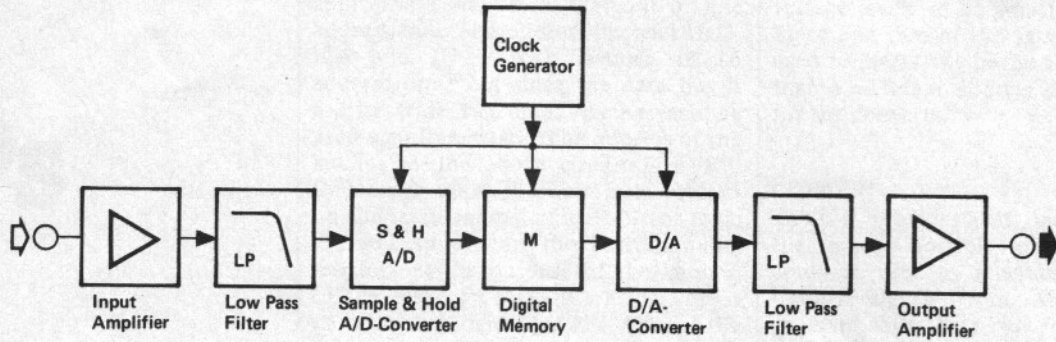 Clock
Generator
LP
S & H
A/D
M
D/A
LP
Input
Amplifier
Low Pass
Filter
Sample & Hold
A/D-Converter
Digital
Memory
D/A-
Converter
Low Pass
Filter
Output
Amplifier